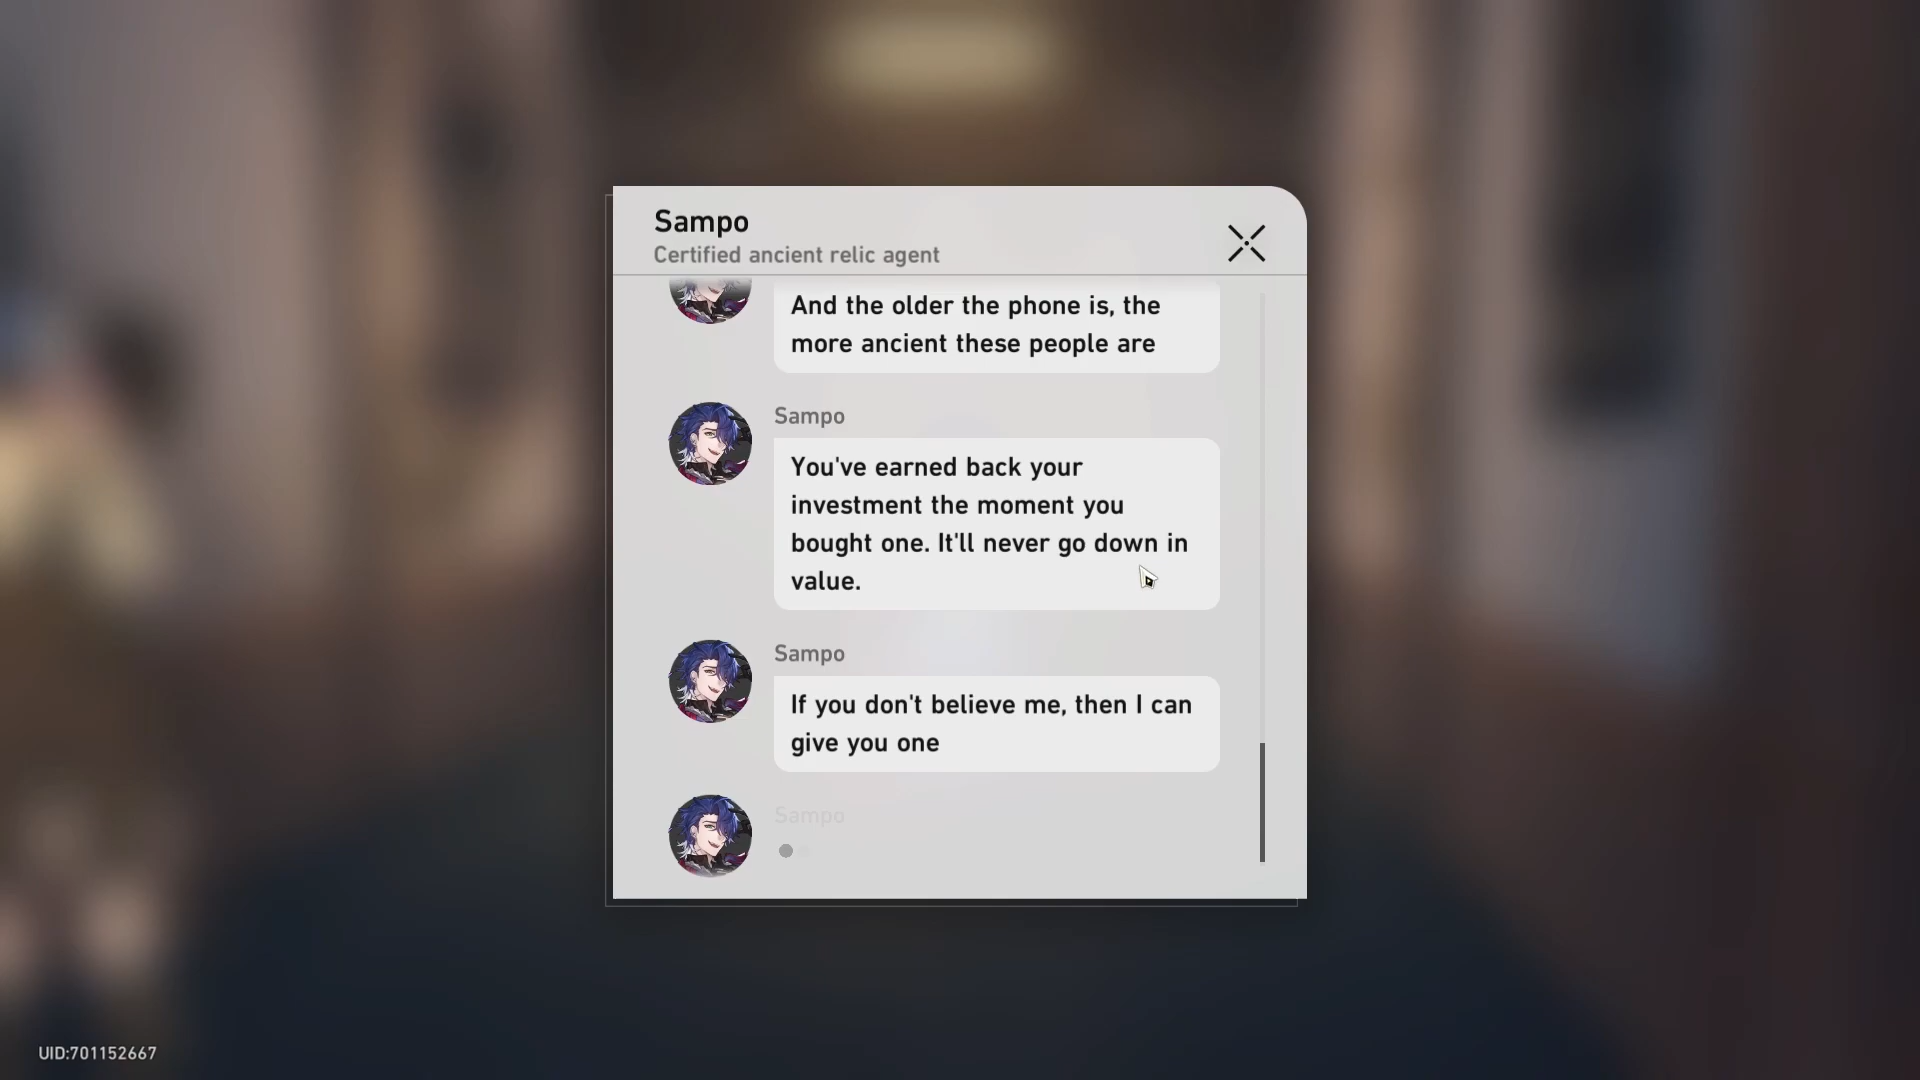 Sampo
Certified ancient relic agent
And the older the phone is, the
more ancient these people are
Sampo
You've earned back your
investment the moment you
bought one. It'll never go down in
value.
Sampo
If you don't believe me, then I can
give you one
Sampo
UID:701152667